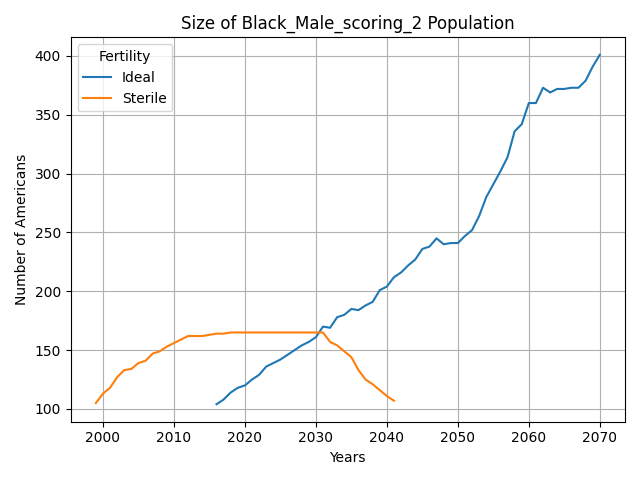 Size of Black_Male_scoring_2 Population
Fertility
Ideal
Sterile
Number of Americans
400
350
300
250
200
150
100
2000 2010 2020 2030 2040 2050 2060 2070
Years